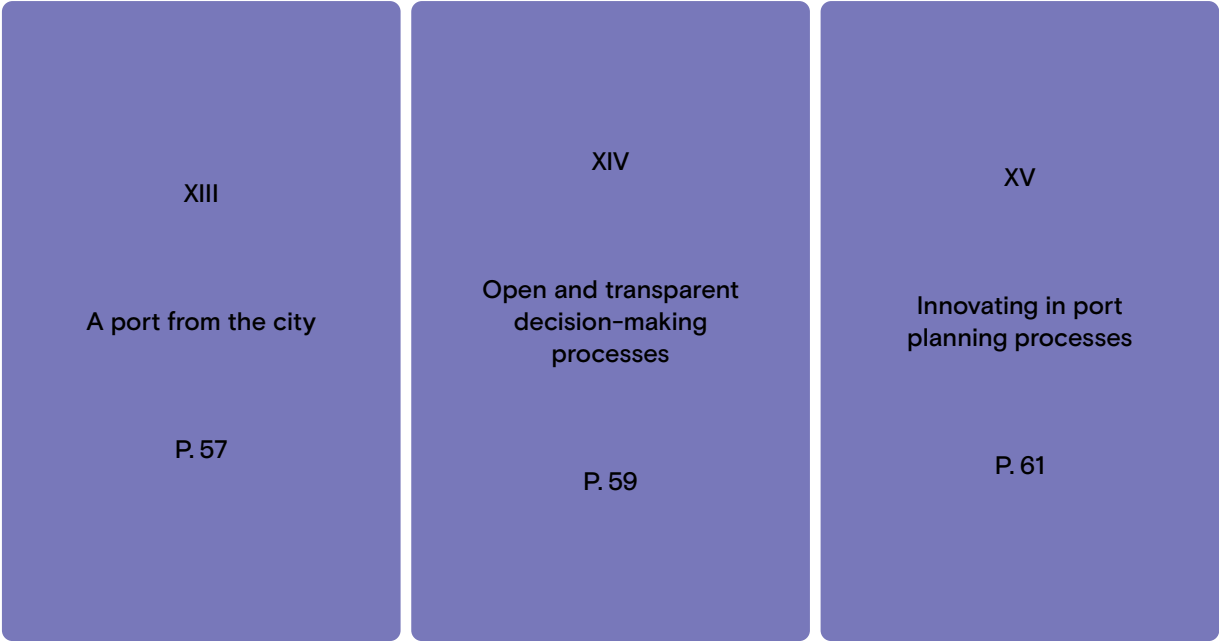 XIII
A port from the city
P. 57
XIV
Open and transparent
decision-making
processes
P. 59
XV
Innovating in port
planning processes
P. 61